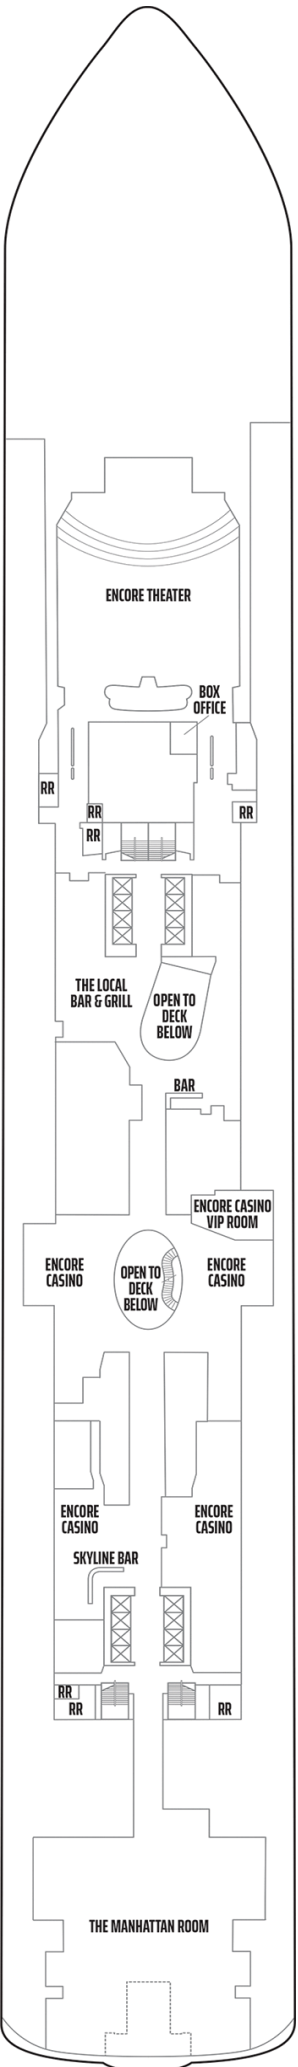 ENCORE THEATER
BOX
OFFICE
RR
RR
RR
RR
THE LOCAL
BAR & GRILL
OPEN TO
DECK
BELOW
BAR
ENCORE CASINO
VIP ROOM
ENCORE
CASINO
OPEN TO
DECK
BELOW
ENCORE
CASINO
ENCORE
CASINO
ENCORE
CASINO
SKYLINE BAR
RR
RR
RR
THE MANHATTAN ROOM